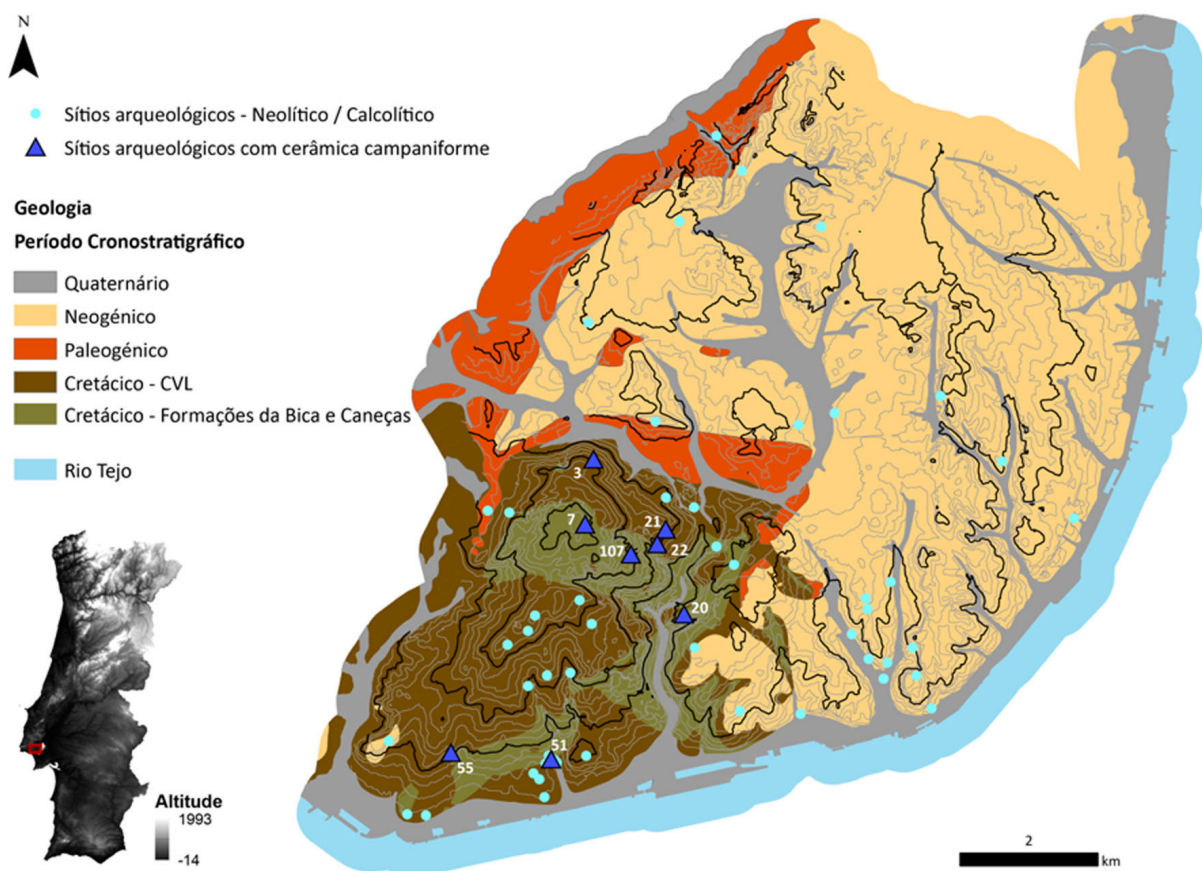 N
Sítios arqueológicos - Neolítico / Calcolítico
Sítios arqueológicos com cerâmica campaniforme
Geologia
Período Cronostratigráfico
Quaternário
Neogénico
Paleogénico
Cretácico - CVL
Cretácico - Formações da Bica e Caneças
Rio Tejo
3
7
21
107
22
20
51
55
Altitude
1993
-14
2
km